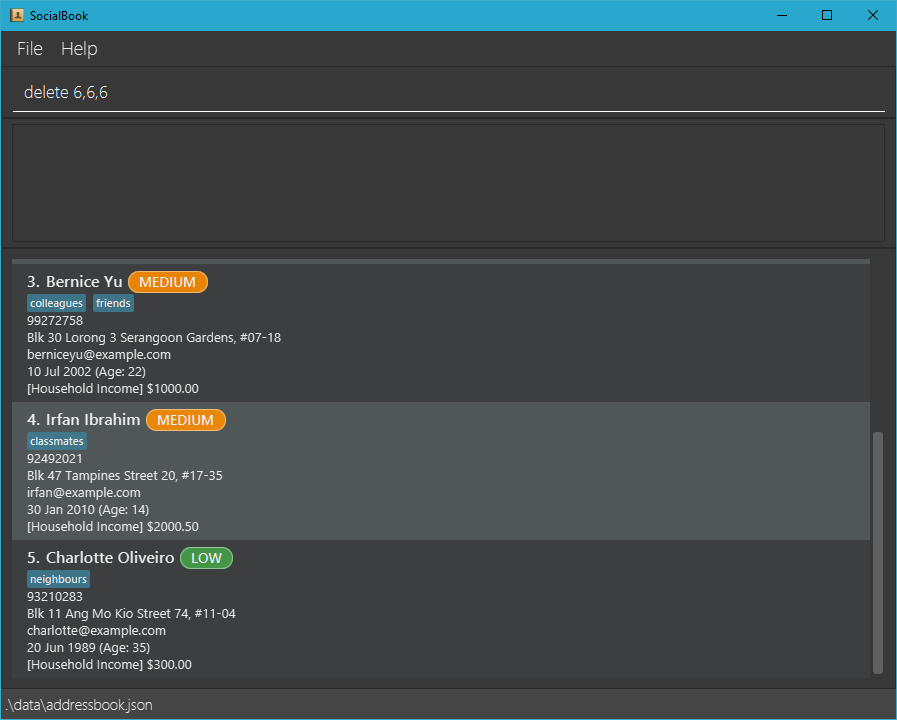 SocialBook
File Help
delete 6,6,6
3. Bernice Yu MEDIUM
colleagues friends
99272758
Blk 30 Lorong 3 Serangoon Gardens, #07-18
berniceyu@example.com
10 Jul 2002 (Age: 22)
[Household Income] $1000.00
4. Irfan Ibrahim MEDIUM
classmates
92492021
Blk 47 Tampines Street 20, #17-35
irfan@example.com
30 Jan 2010 (Age: 14)
[Household Income] $2000.50
5. Charlotte Oliveiro LOW
neighbours
93210283
Blk 11 Ang Mo Kio Street 74, #11-04
charlotte@example.com
20 Jun 1989 (Age: 35)
[Household Income] $300.00
.\data\addressbook.json